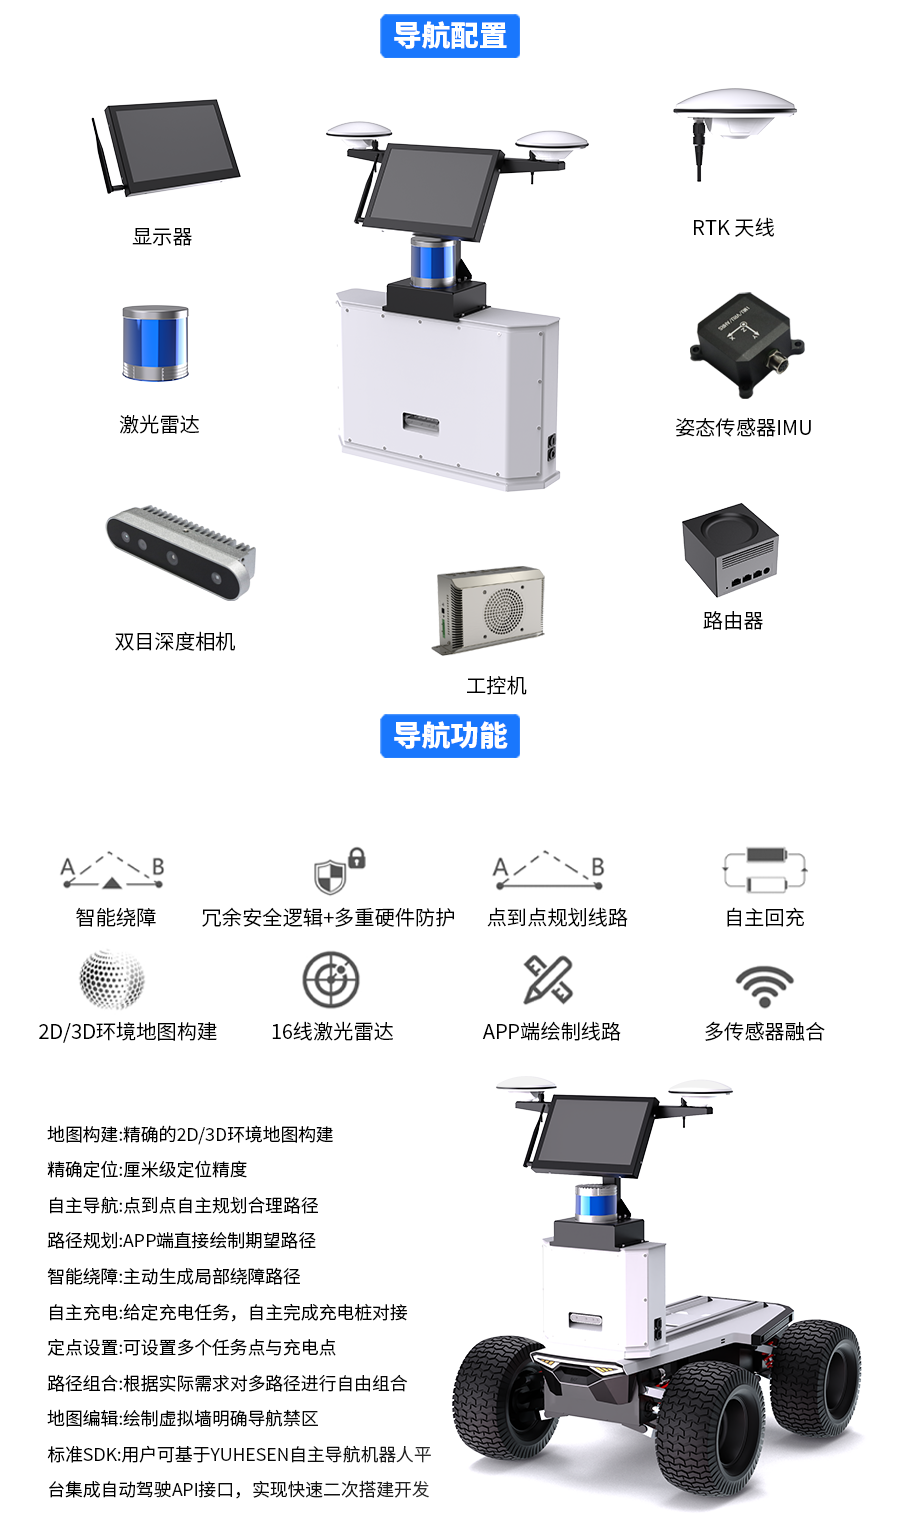 导航配置
显示器
RTK 天线
激光雷达
姿态传感器IMU
双目深度相机
路由器
工控机
导航功能
A B
A B
智能绕障
冗余安全逻辑+多重硬件防护
点到点规划线路
自主回充
2D/3D环境地图构建
16线激光雷达
APP端绘制线路
多传感器融合
地图构建:精确的2D/3D环境地图构建
精确定位:厘米级定位精度
自主导航:点到点自主规划合理路径
路径规划:APP端直接绘制期望路径
智能绕障:主动生成局部绕障路径
自主充电:给定充电任务，自主完成充电桩对接
定点设置:可设置多个任务点与充电点
路径组合:根据实际需求对多路径进行自由组合
地图编辑:绘制虚拟墙明确导航禁区
标准SDK:用户可基于YUHESEN自主导航机器人平
台集成自动驾驶API接口，实现快速二次搭建开发